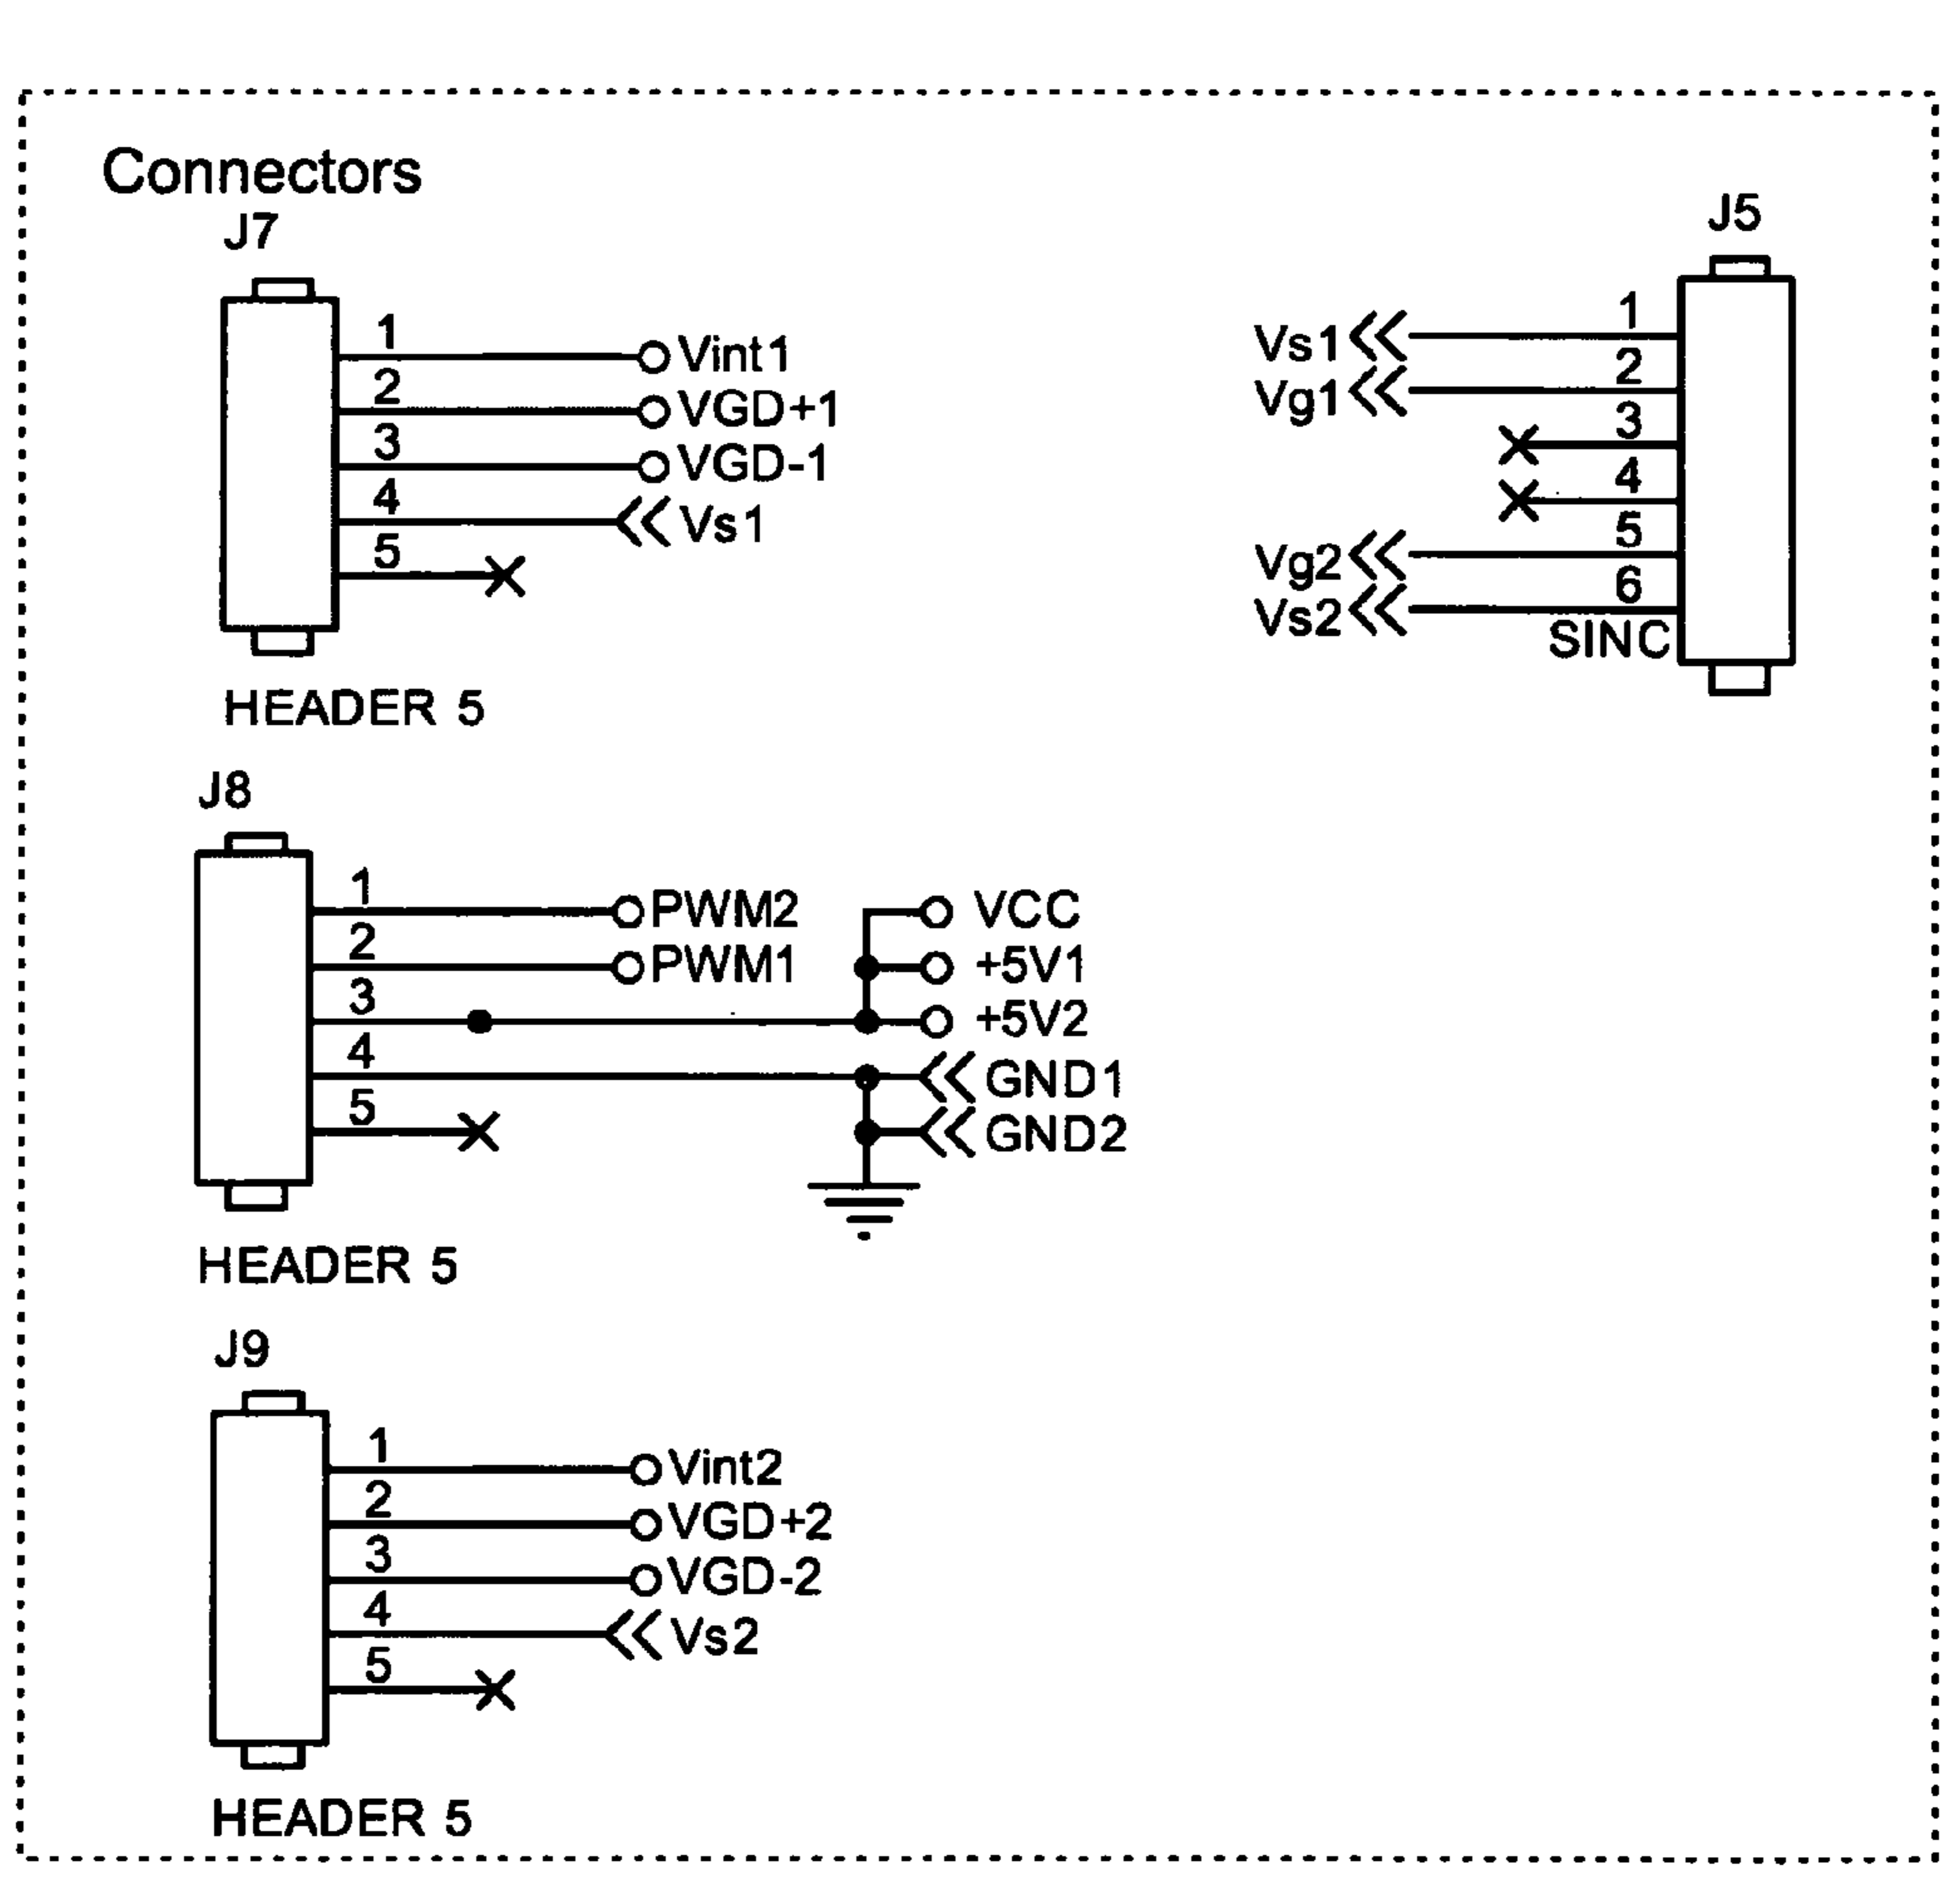 Connectors
J7
1 Vint1
2 VGD+1
3 VGD-1
4 Vs1
5
HEADER 5
J5
1 Vs1
2 Vg1
3
4
5 Vg2
6 Vs2
SINC
J8
1 PWM2 VCC
2 PWM1 +5V1
3 +5V2
4 GND1
5 GND2
HEADER 5
J9
1 Vint2
2 VGD+2
3 VGD-2
4 Vs2
5
HEADER 5